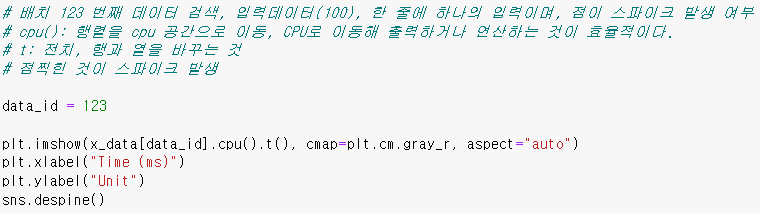 # 배치 123 번째 데이터 검색, 입력데이터(100), 한 줄에 하나의 입력이며, 점이 스파이크 발생 여부
# cpu(): 행렬을 cpu 공간으로 이동, CPU로 이동해 출력하거나 연산하는 것이 효율적이다.
# t: 전치, 행과 열을 바꾸는 것
# 점찍힌 것이 스파이크 발생
data_id = 123
plt.imshow(x_data[data_id].cpu().t(), cmap=plt.cm.gray_r, aspect="auto")
plt.xlabel("Time (ms)")
plt.ylabel("Unit")
sns.despine()